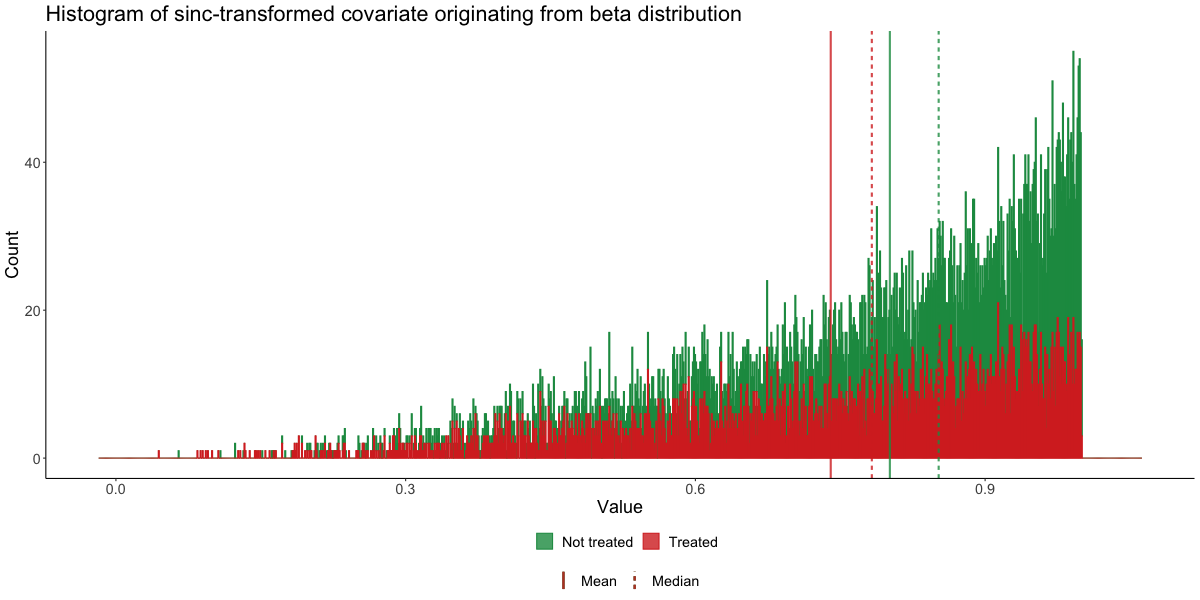 Histogram of sinc-transformed covariate originating from beta distribution
Count
40
20
0
0.0 0.3 0.6 0.9
Value
Not treated Treated
Mean Median